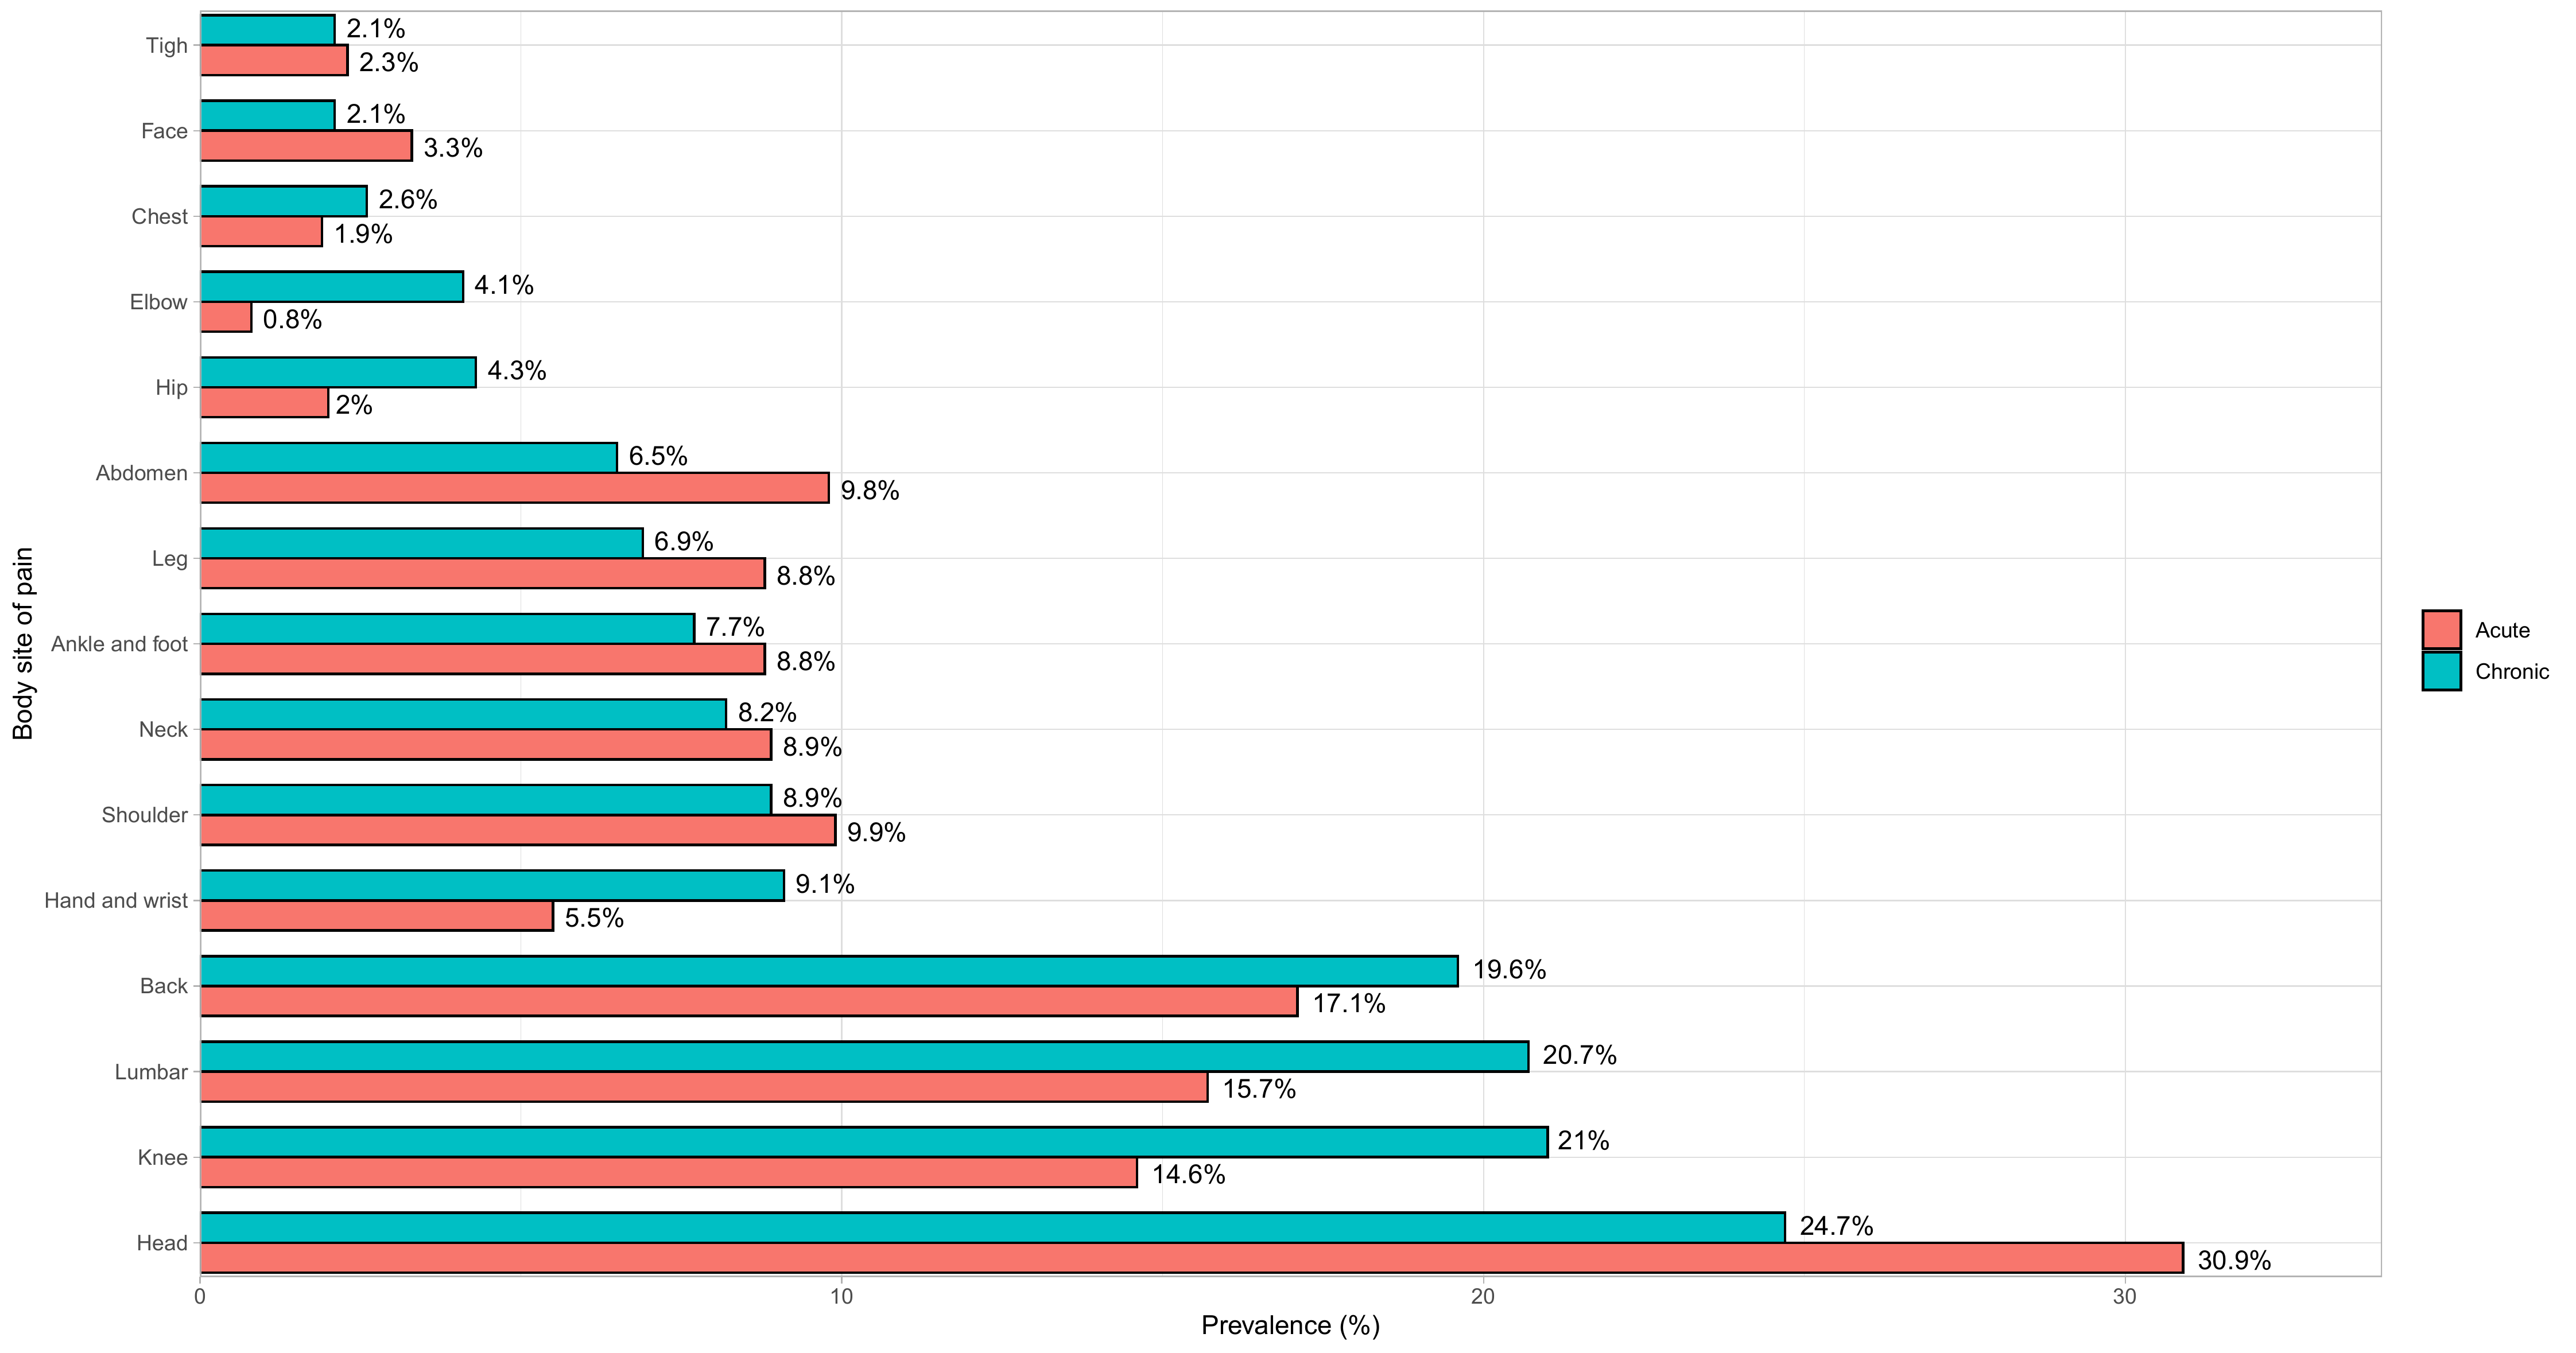 Tigh
2.1%
2.3%
Face
2.1%
3.3%
Chest
2.6%
1.9%
Elbow
4.1%
0.8%
Hip
4.3%
2%
Abdomen
6.5%
9.8%
Leg
6.9%
8.8%
Ankle and foot
7.7%
8.8%
Neck
8.2%
8.9%
Shoulder
8.9%
9.9%
Hand and wrist
9.1%
5.5%
Back
19.6%
17.1%
Lumbar
20.7%
15.7%
Knee
21%
14.6%
Head
24.7%
30.9%
0 10 20 30
Prevalence (%)
Body site of pain
Acute
Chronic